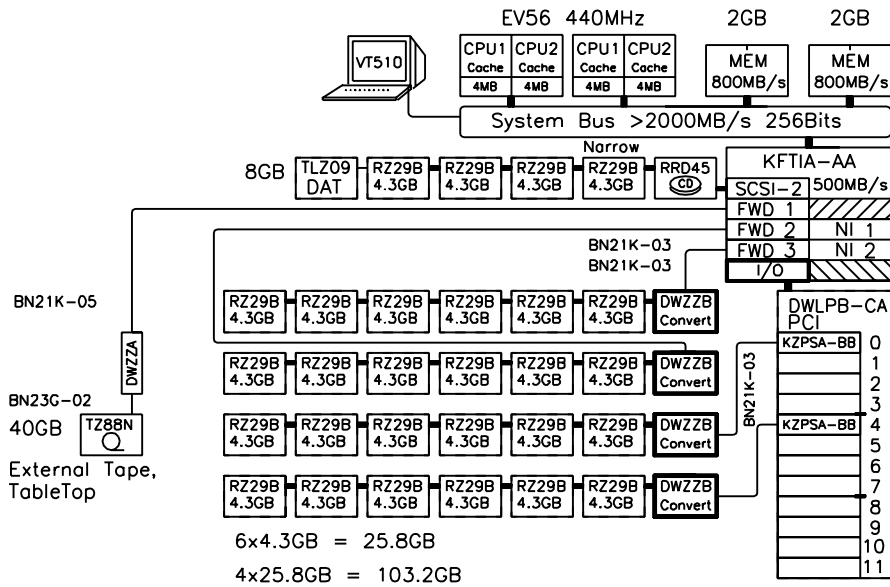 EV56 440MHz
2GB
2GB
VT510
CPU1 CPU2
Cache Cache
4MB 4MB
CPU1 CPU2
Cache Cache
4MB 4MB
MEM
800MB/s
MEM
800MB/s
System Bus >2000MB/s 256Bits
Narrow
8GB
TLZ09
DAT
RZ29B
4.3GB
RZ29B
4.3GB
RZ29B
4.3GB
RZ29B
4.3GB
RRD45
CD
KFTIA-AA
SCSI-2 500MB/s
FWD 1
FWD 2 NI 1
FWD 3 NI 2
I/O
BN21K-03
BN21K-03
BN21K-05
RZ29B
4.3GB
RZ29B
4.3GB
RZ29B
4.3GB
RZ29B
4.3GB
RZ29B
4.3GB
RZ29B
4.3GB
DWZZB
Convert
RZ29B
4.3GB
RZ29B
4.3GB
RZ29B
4.3GB
RZ29B
4.3GB
RZ29B
4.3GB
RZ29B
4.3GB
DWZZB
Convert
RZ29B
4.3GB
RZ29B
4.3GB
RZ29B
4.3GB
RZ29B
4.3GB
RZ29B
4.3GB
RZ29B
4.3GB
DWZZB
Convert
RZ29B
4.3GB
RZ29B
4.3GB
RZ29B
4.3GB
RZ29B
4.3GB
RZ29B
4.3GB
RZ29B
4.3GB
DWZZB
Convert
BN21K-03
DWLPB-CA
PCI
KZPSA-BB 0
1
2
3
KZPSA-BB 4
5
6
7
8
9
10
11
DWZZA
BN23G-02
40GB
TZ88N
External Tape,
TableTop
6x4.3GB = 25.8GB
4x25.8GB = 103.2GB